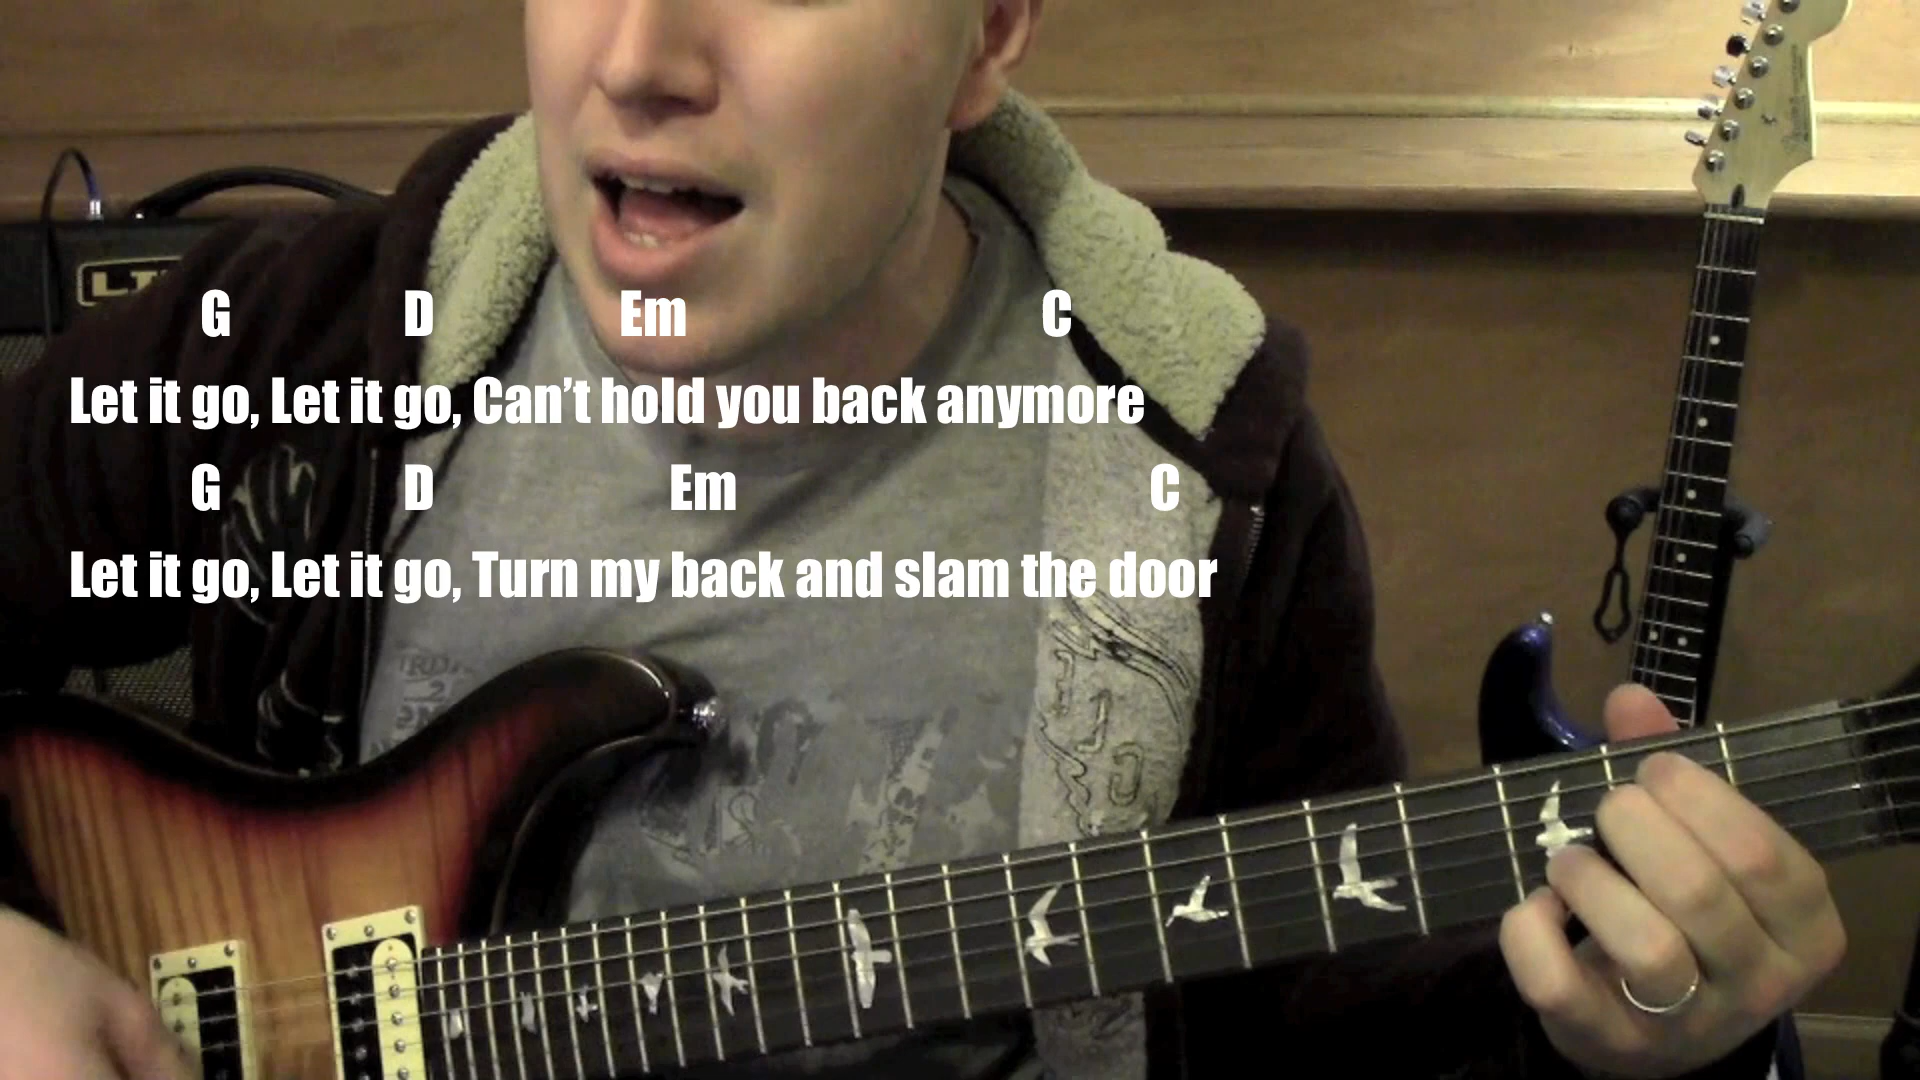 G D Em C
Let it go, Let it go, Can't hold you back anymore
G D Em C
Let it go, Let it go, Turn my back and slam the door